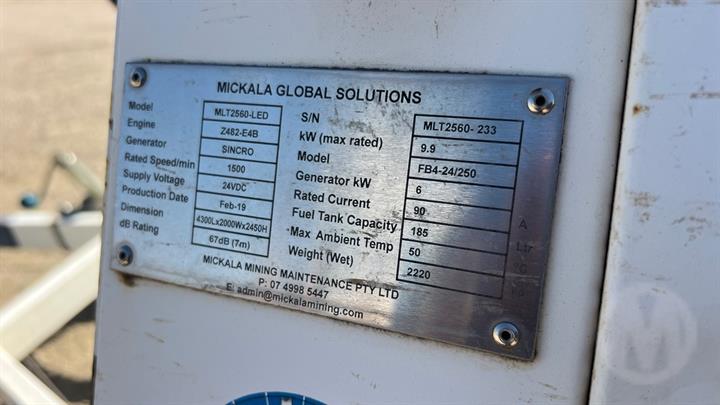 MICKALA GLOBAL SOLUTIONS
Model MLT2560-LED S/N MLT2560- 233
Engine Z482-E4B kW (max rated) 9.9
Generator SINCRO Model FB4-24/250
Rated Speed/min 1500 Generator kW 6
Supply Voltage 24VDC Rated Current 90 A
Production Date Feb-19 Fuel Tank Capacity 185 Ltr
Dimension 4300Lx2000Wx2450H Max Ambient Temp 50
dB Rating 67dB (7m) Weight (Wet) 2220
MICKALA MINING MAINTENANCE PTY LTD
P: 07 4998 5447
E: admin@mickalamining.com
M